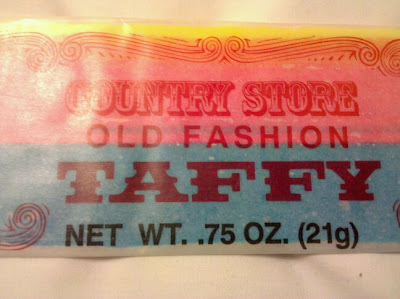 COUNTRY STORE
OLD FASHION
TAFFY
NET WT. .75 OZ. (21g)